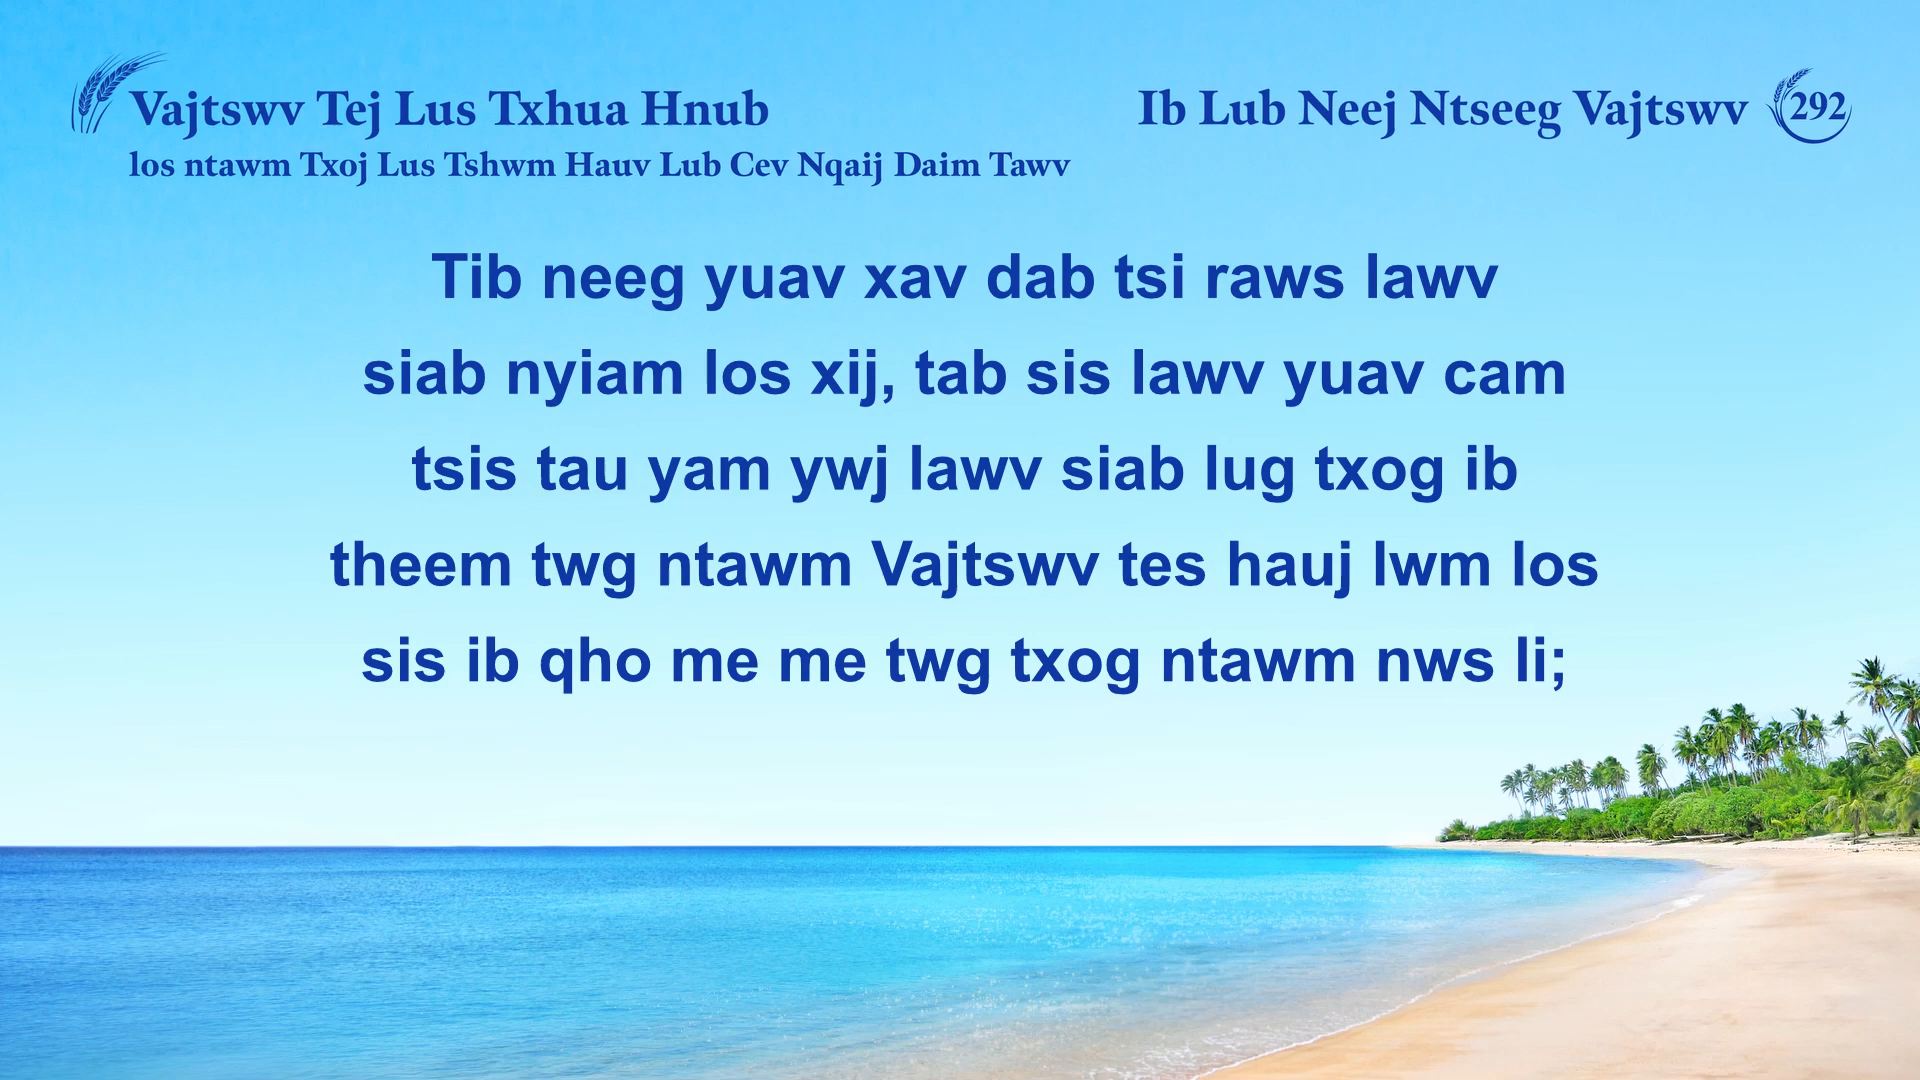 Vajtswv Tej Lus Txhua Hnub
los ntawm Txoj Lus Tshwm Hauv Lub Cev Nqaij Daim Tawv
Ib Lub Neej Ntseeg Vajtswv 292
Tib neeg yuav xav dab tsi raws lawv
siab nyiam los xij, tab sis lawv yuav cam
tsis tau yam ywj lawv siab lug txog ib
theem twg ntawm Vajtswv tes hauj lwm los
sis ib qho me me twg txog ntawm nws li;